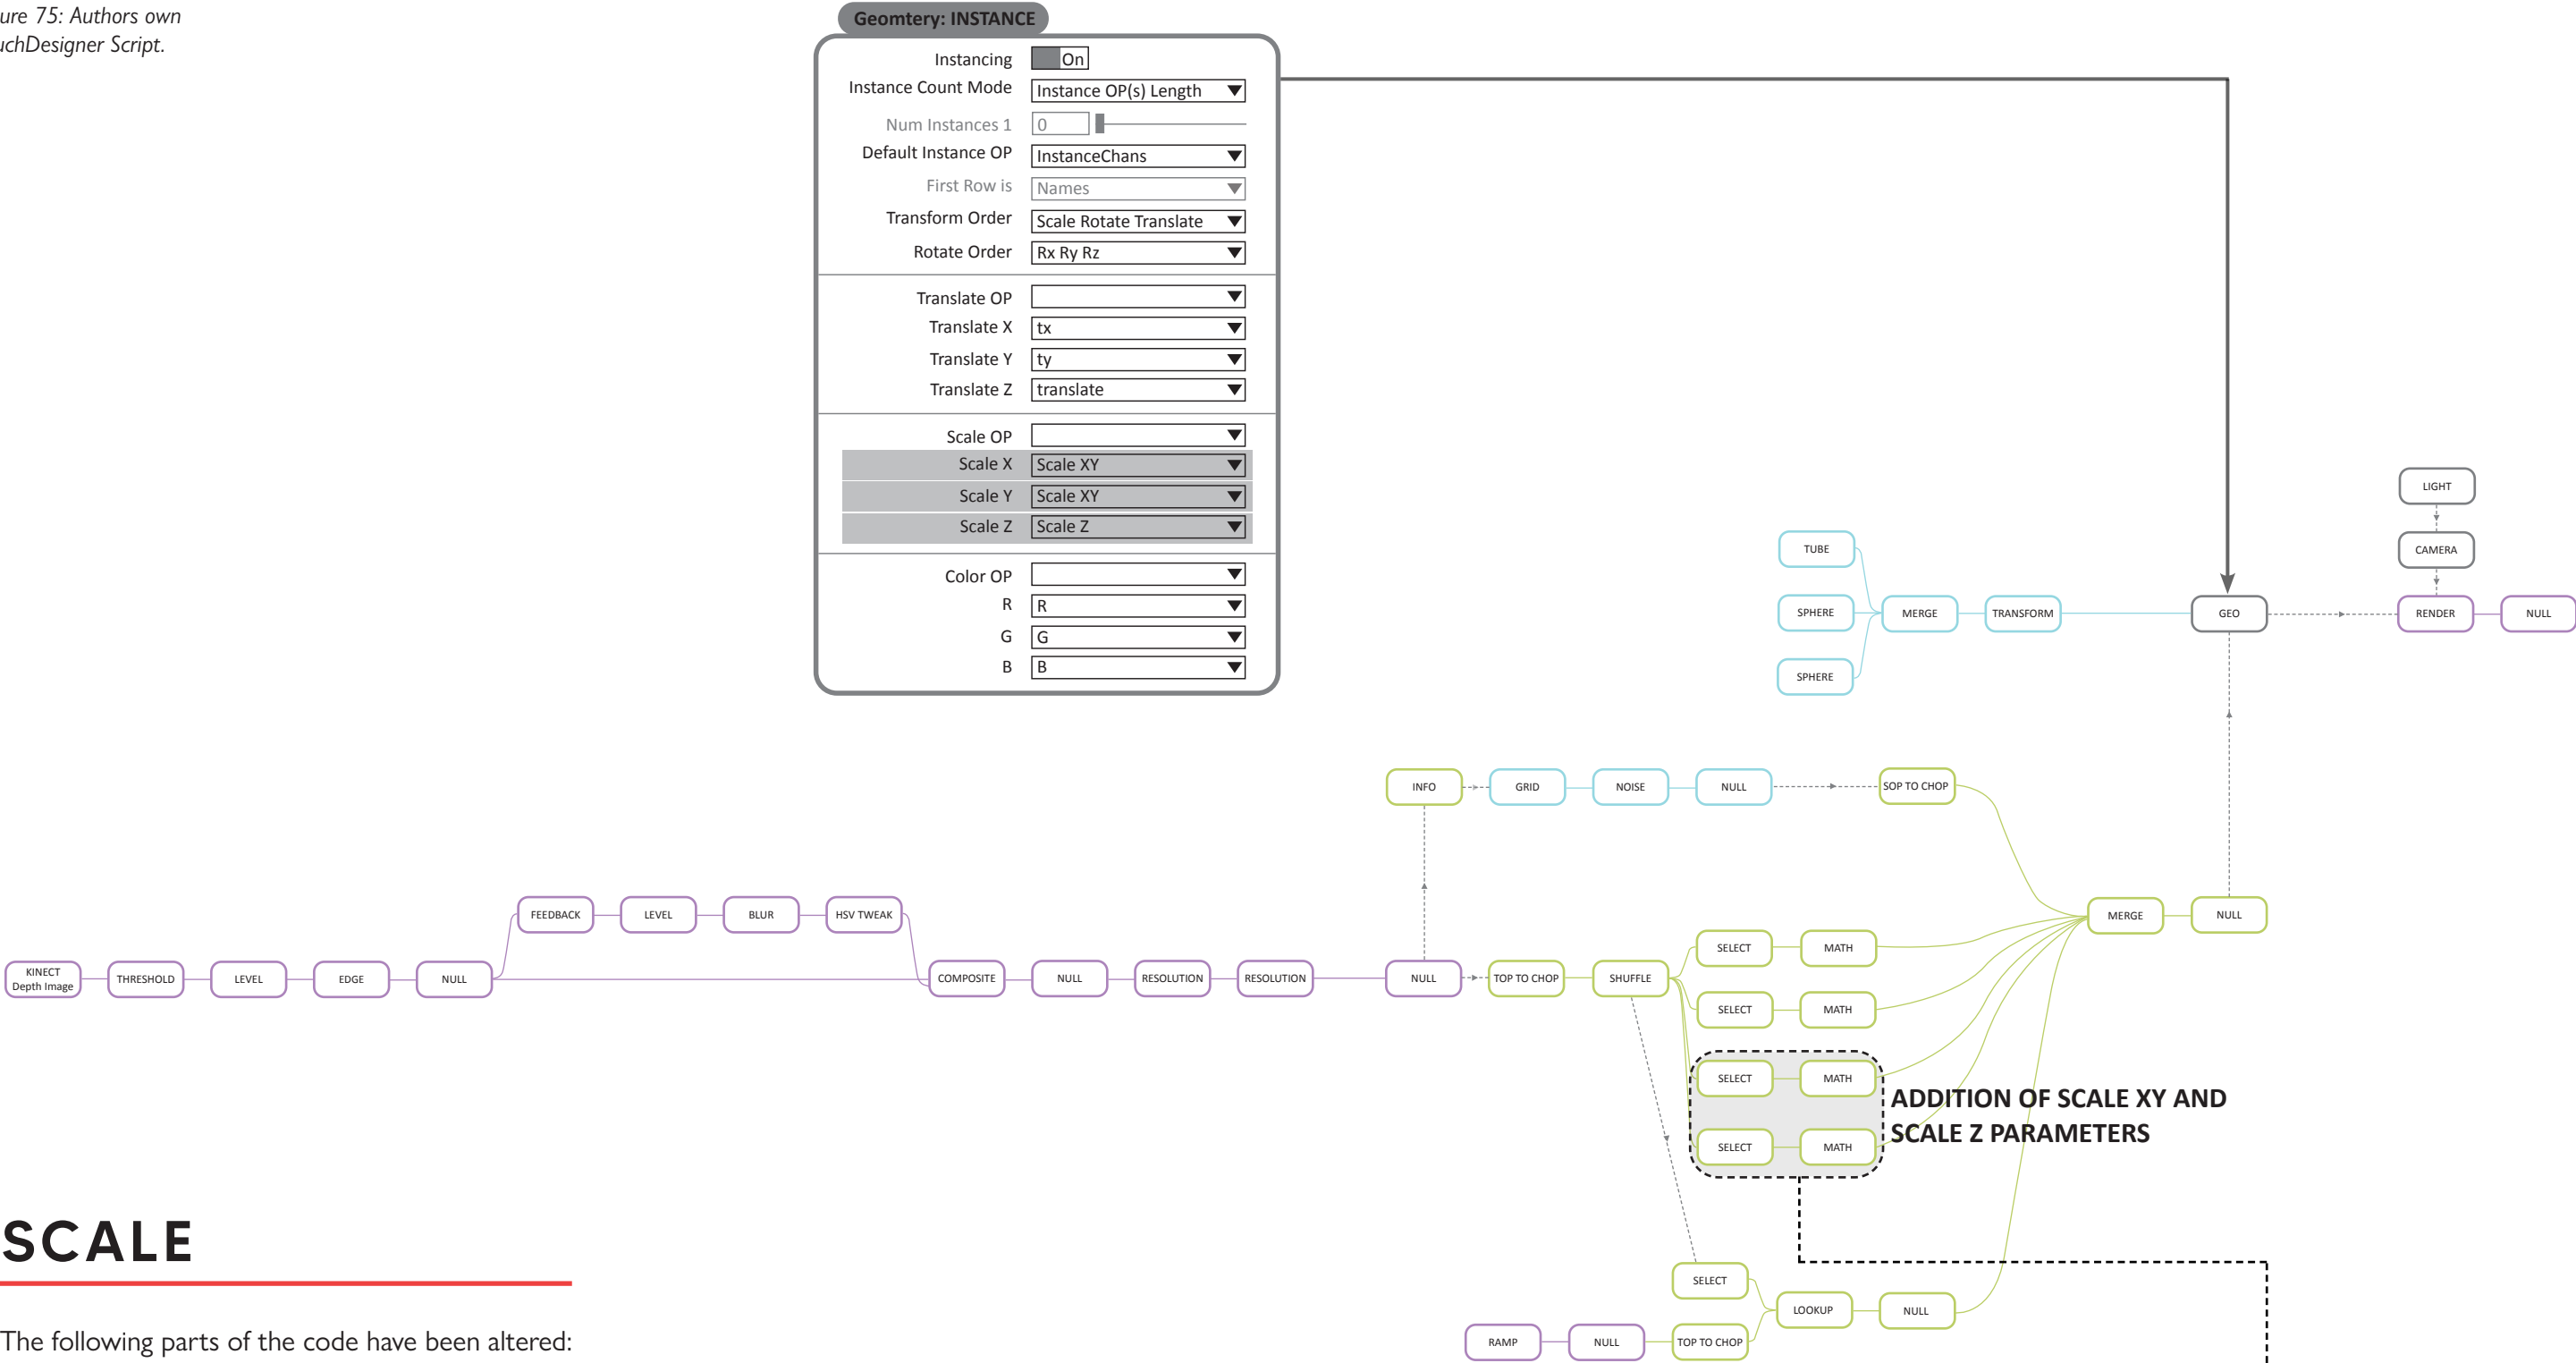 ure 75: Authors own
uchDesigner Script.
Geomtery: INSTANCE
Instancing On
Instance Count Mode Instance OP(s) Length
Num Instances 1 0
Default Instance OP InstanceChans
First Row is Names
Transform Order Scale Rotate Translate
Rotate Order Rx Ry Rz
Translate OP
Translate X tx
Translate Y ty
Translate Z translate
Scale OP
Scale X Scale XY
Scale Y Scale XY
Scale Z Scale Z
Color OP
R R
G G
B B
LIGHT
CAMERA
TUBE
SPHERE MERGE TRANSFORM GEO RENDER NULL
SPHERE
INFO GRID NOISE NULL SOP TO CHOP
FEEDBACK LEVEL BLUR HSV TWEAK
MERGE NULL
SELECT MATH
KINECT
Depth Image
THRESHOLD LEVEL EDGE NULL COMPOSITE NULL RESOLUTION RESOLUTION NULL TOP TO CHOP SHUFFLE
SELECT MATH
SELECT MATH
ADDITION OF SCALE XY AND
SCALE Z PARAMETERS
SELECT MATH
SELECT
LOOKUP NULL
RAMP NULL TOP TO CHOP
SCALE
The following parts of the code have been altered: